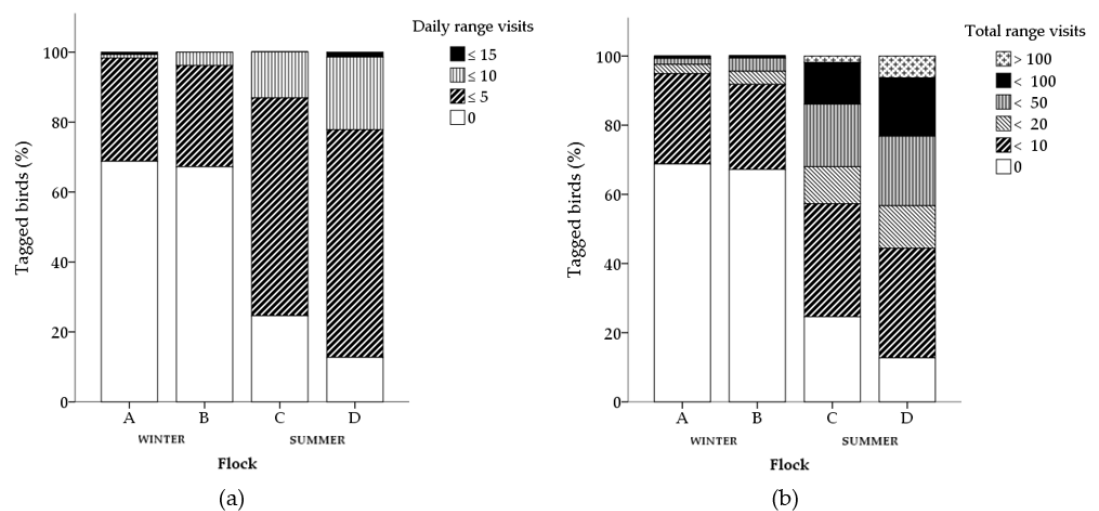 Daily range visits
≤ 15
≤ 10
≤ 5
0
100
80
60
40
20
0
Tagged birds (%)
A B C D
WINTER SUMMER
Flock
(a)
Total range visits
> 100
< 100
< 50
< 20
< 10
0
100
80
60
40
20
0
Tagged birds (%)
A B C D
WINTER SUMMER
Flock
(b)